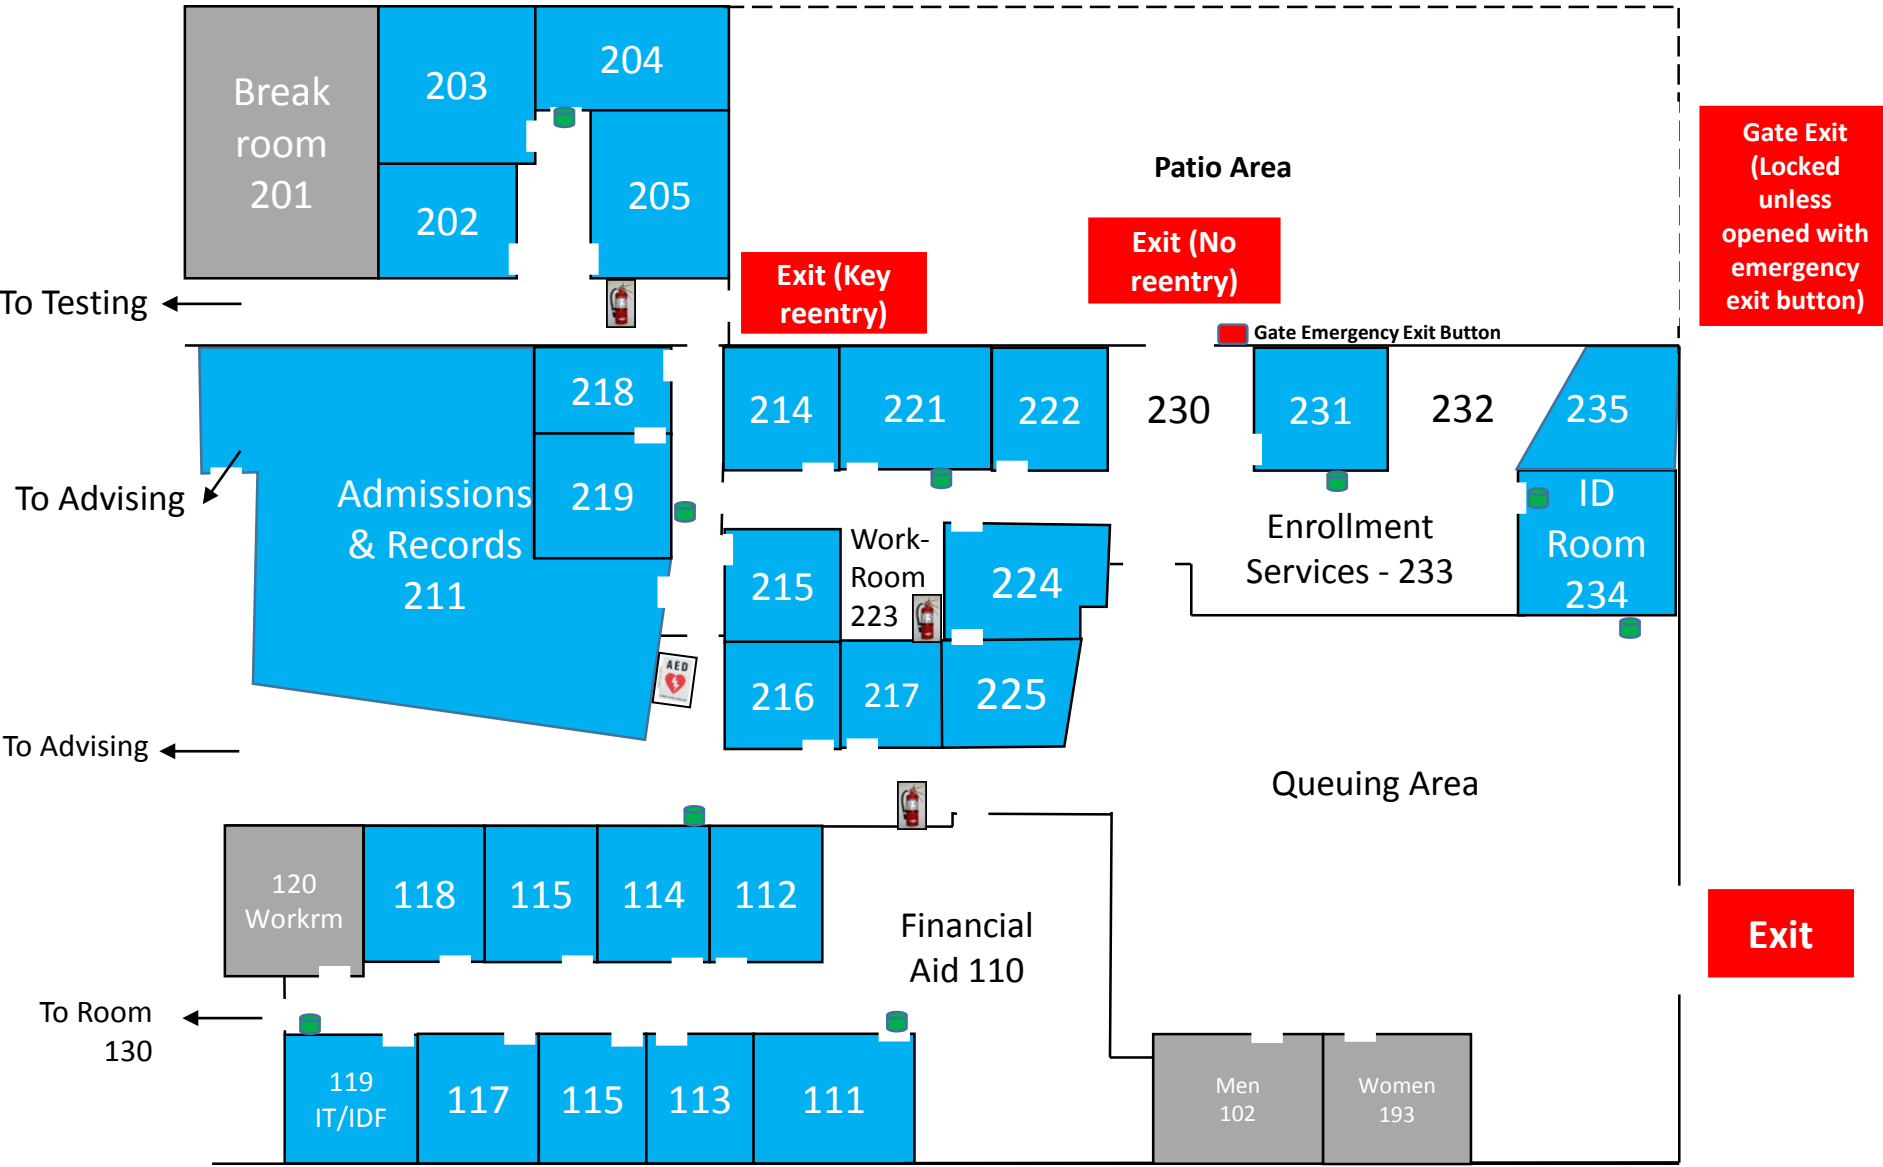 Break
room
201
203
204
202
205
Patio Area
Gate Exit
(Locked
unless
opened with
emergency
exit button)
Exit (No
reentry)
Exit (Key
reentry)
To Testing
Gate Emergency Exit Button
218
214
221
222
230
231
232
235
To Advising
Admissions
& Records
211
219
Work-
Room
223
215
224
Enrollment
Services - 233
ID
Room
234
AED
216
217
225
To Advising
Queuing Area
120
Workrm
118
115
114
112
Financial
Aid 110
Exit
To Room
130
119
IT/IDF
117
115
113
111
Men
102
Women
193